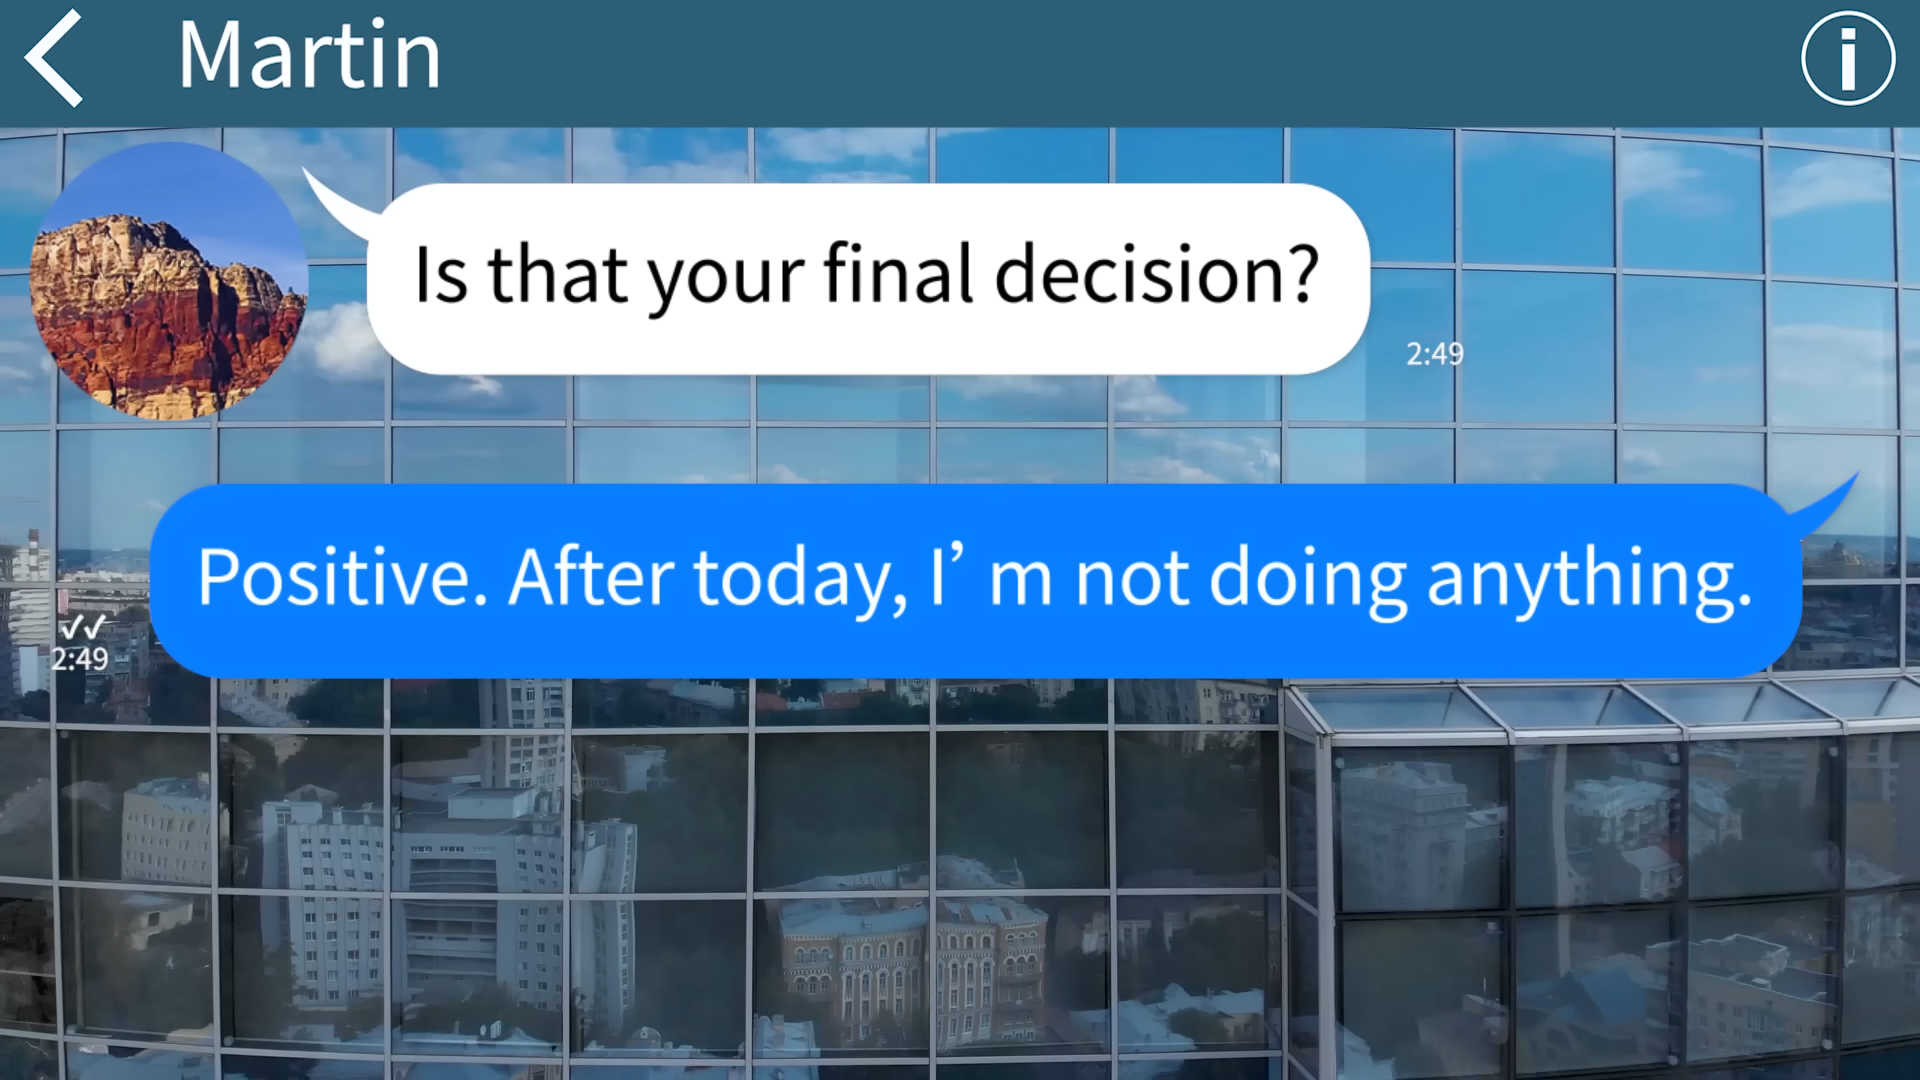 Martin
Is that your final decision?
2:49
Positive. After today, I’m not doing anything.
2:49